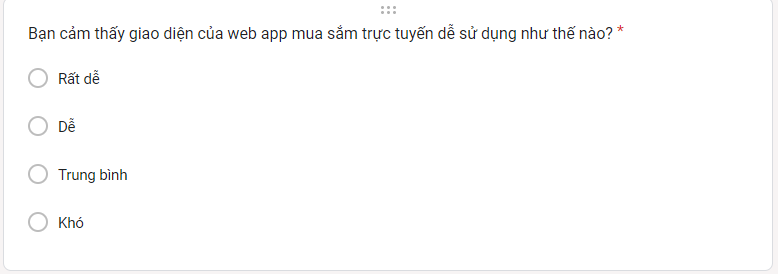 Bạn cảm thấy giao diện của web app mua sắm trực tuyến dễ sử dụng như thế nào? *
Rất dễ
Dễ
Trung bình
Khó